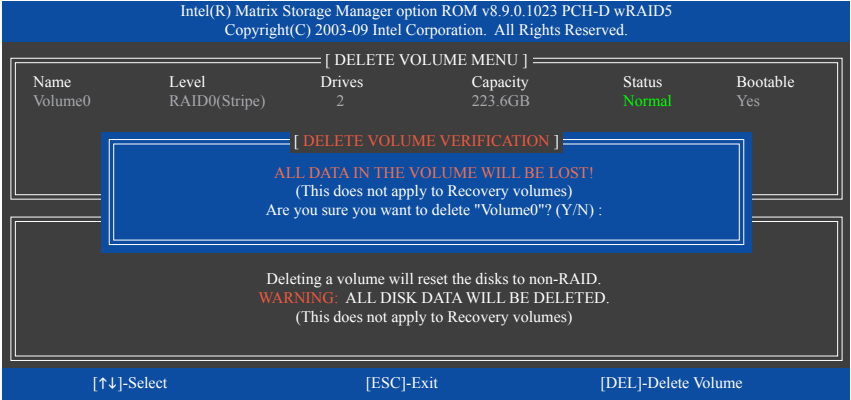 Intel(R) Matrix Storage Manager option ROM v8.9.0.1023 PCH-D wRAID5
Copyright(C) 2003-09 Intel Corporation. All Rights Reserved.
[ DELETE VOLUME MENU ]
Name Level Drives Capacity Status Bootable
Volume0 RAID0(Stripe) 2 223.6GB Normal Yes
[ DELETE VOLUME VERIFICATION ]
ALL DATA IN THE VOLUME WILL BE LOST!
(This does not apply to Recovery volumes)
Are you sure you want to delete "Volume0"? (Y/N) :
Deleting a volume will reset the disks to non-RAID.
WARNING: ALL DISK DATA WILL BE DELETED.
(This does not apply to Recovery volumes)
[↑↓]-Select [ESC]-Exit [DEL]-Delete Volume